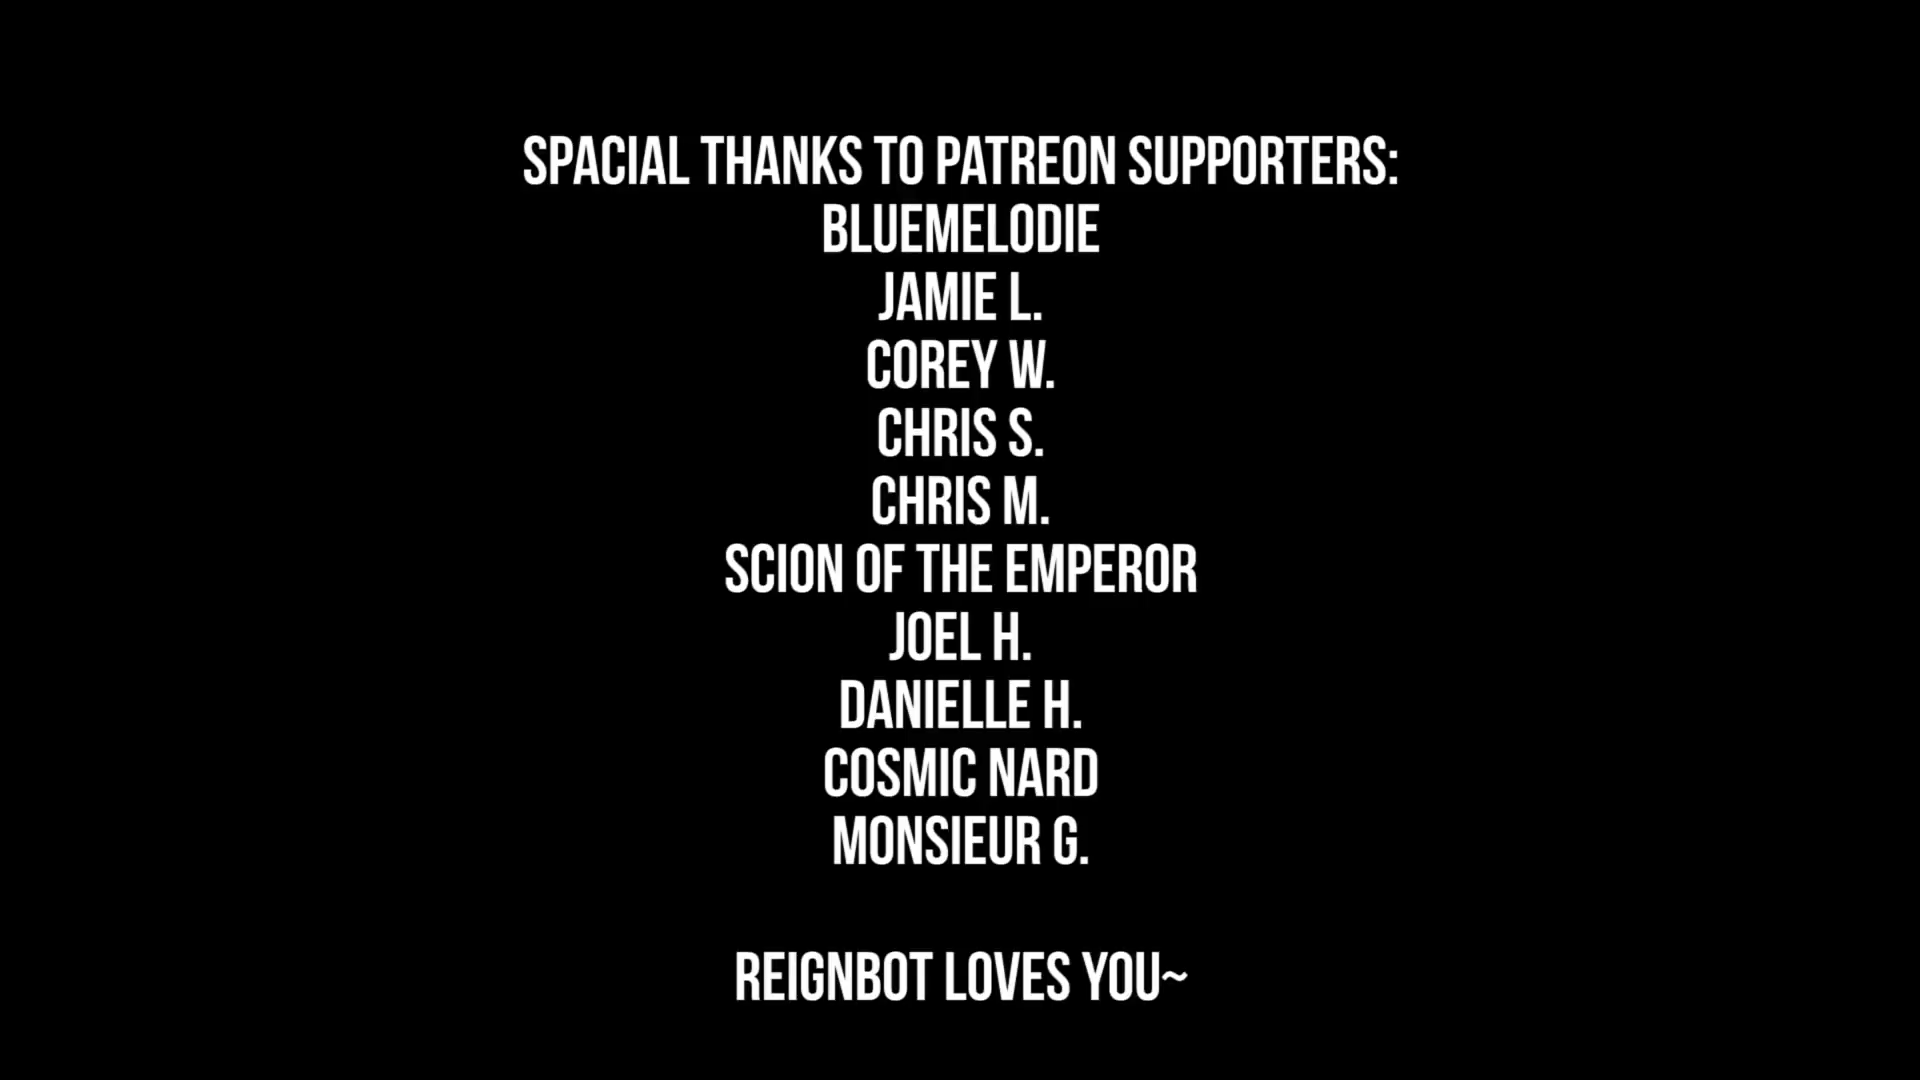 SPACIAL THANKS TO PATREON SUPPORTERS:
BLUEMELODIE
JAMIE L.
COREY W.
CHRIS S.
CHRIS M.
SCION OF THE EMPEROR
JOEL H.
DANIELLE H.
COSMIC NARD
MONSIEUR G.
REIGNBOT LOVES YOU~